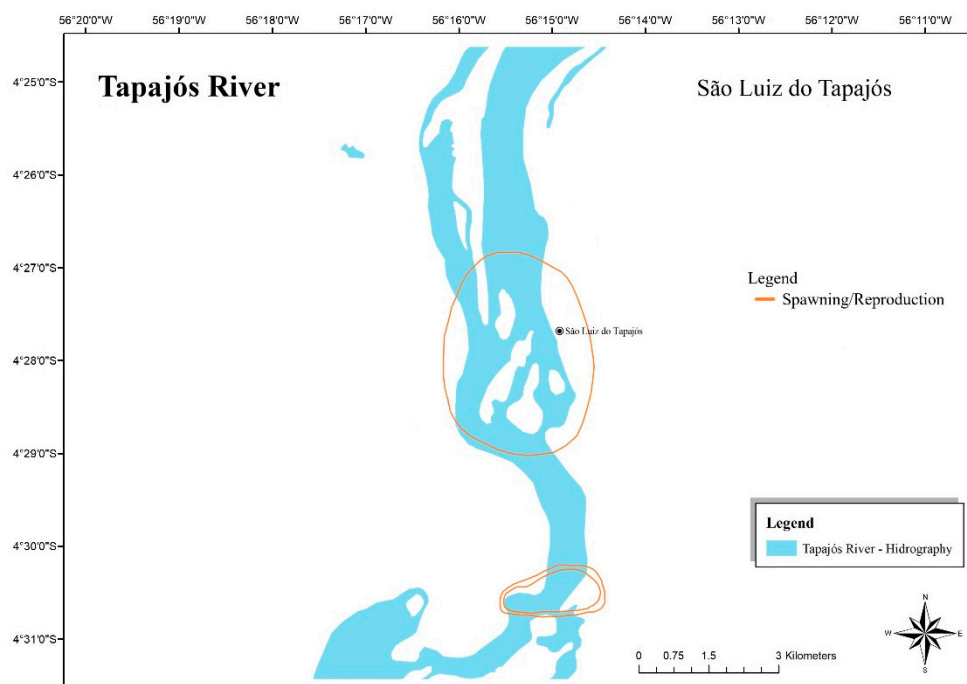 56°20'0"W 56°19'0"W 56°18'0"W 56°17'0"W 56°16'0"W 56°15'0"W 56°14'0"W 56°13'0"W 56°12'0"W 56°11'0"W
4°25'0"S
Tapajós River
São Luiz do Tapajós
4°26'0"S
4°27'0"S
Legend
Spawning/Reproduction
São Luiz do Tapajós
4°28'0"S
4°29'0"S
Legend
4°30'0"S
Tapajós River - Hidrography
N
W E
S
4°31'0"S
0 0.75 1.5 3 Kilometers